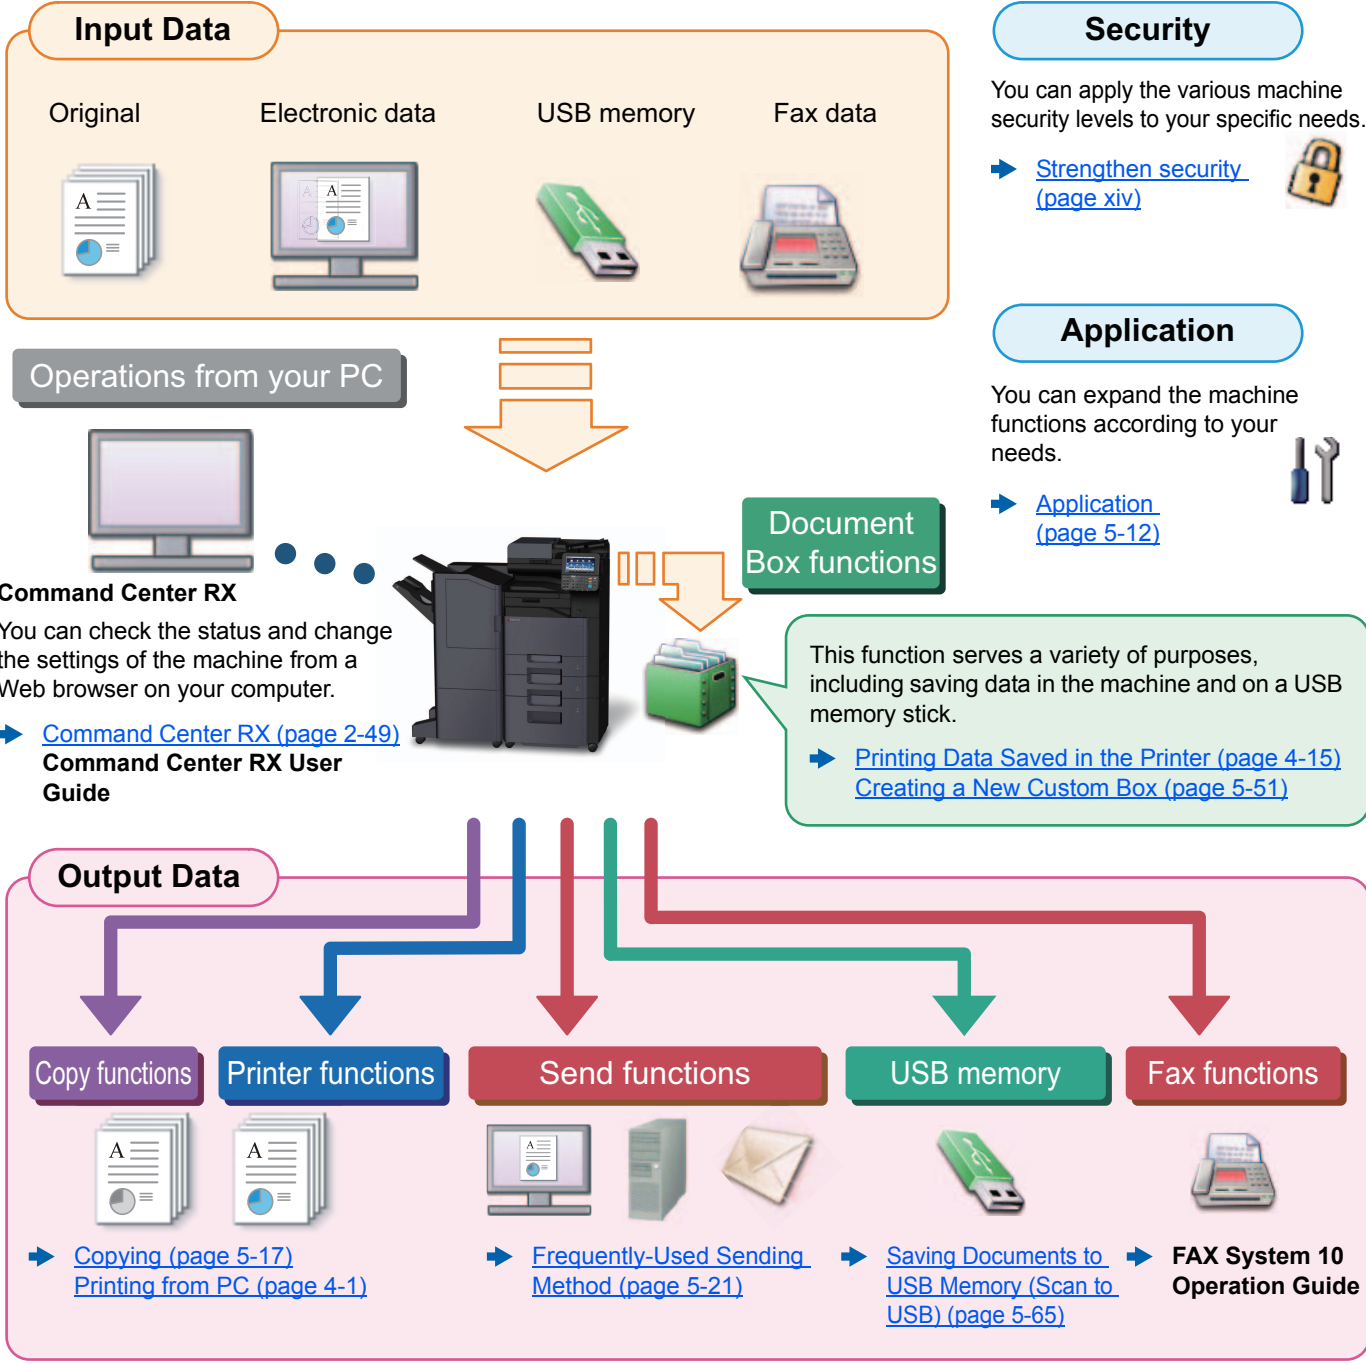 Input Data
Original
Electronic data
USB memory
Fax data
Security
You can apply the various machine
security levels to your specific needs.
Strengthen security
(page xiv)
Application
You can expand the machine
functions according to your
needs.
Application
(page 5-12)
Operations from your PC
Command Center RX
You can check the status and change
the settings of the machine from a
Web browser on your computer.
Command Center RX (page 2-49)
Command Center RX User
Guide
Document
Box functions
This function serves a variety of purposes,
including saving data in the machine and on a USB
memory stick.
Printing Data Saved in the Printer (page 4-15)
Creating a New Custom Box (page 5-51)
Output Data
Copy functions
Printer functions
Send functions
USB memory
Fax functions
Copying (page 5-17)
Printing from PC (page 4-1)
Frequently-Used Sending
Method (page 5-21)
Saving Documents to
USB Memory (Scan to
USB) (page 5-65)
FAX System 10
Operation Guide